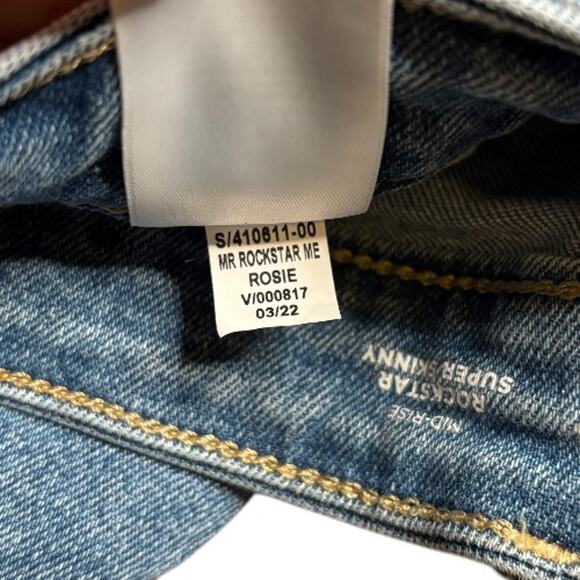 S/410611-00
MR ROCKSTAR ME
ROSIE
V/000817
03/22
MID-RISE
ROCKSTAR
SUPER SKINNY